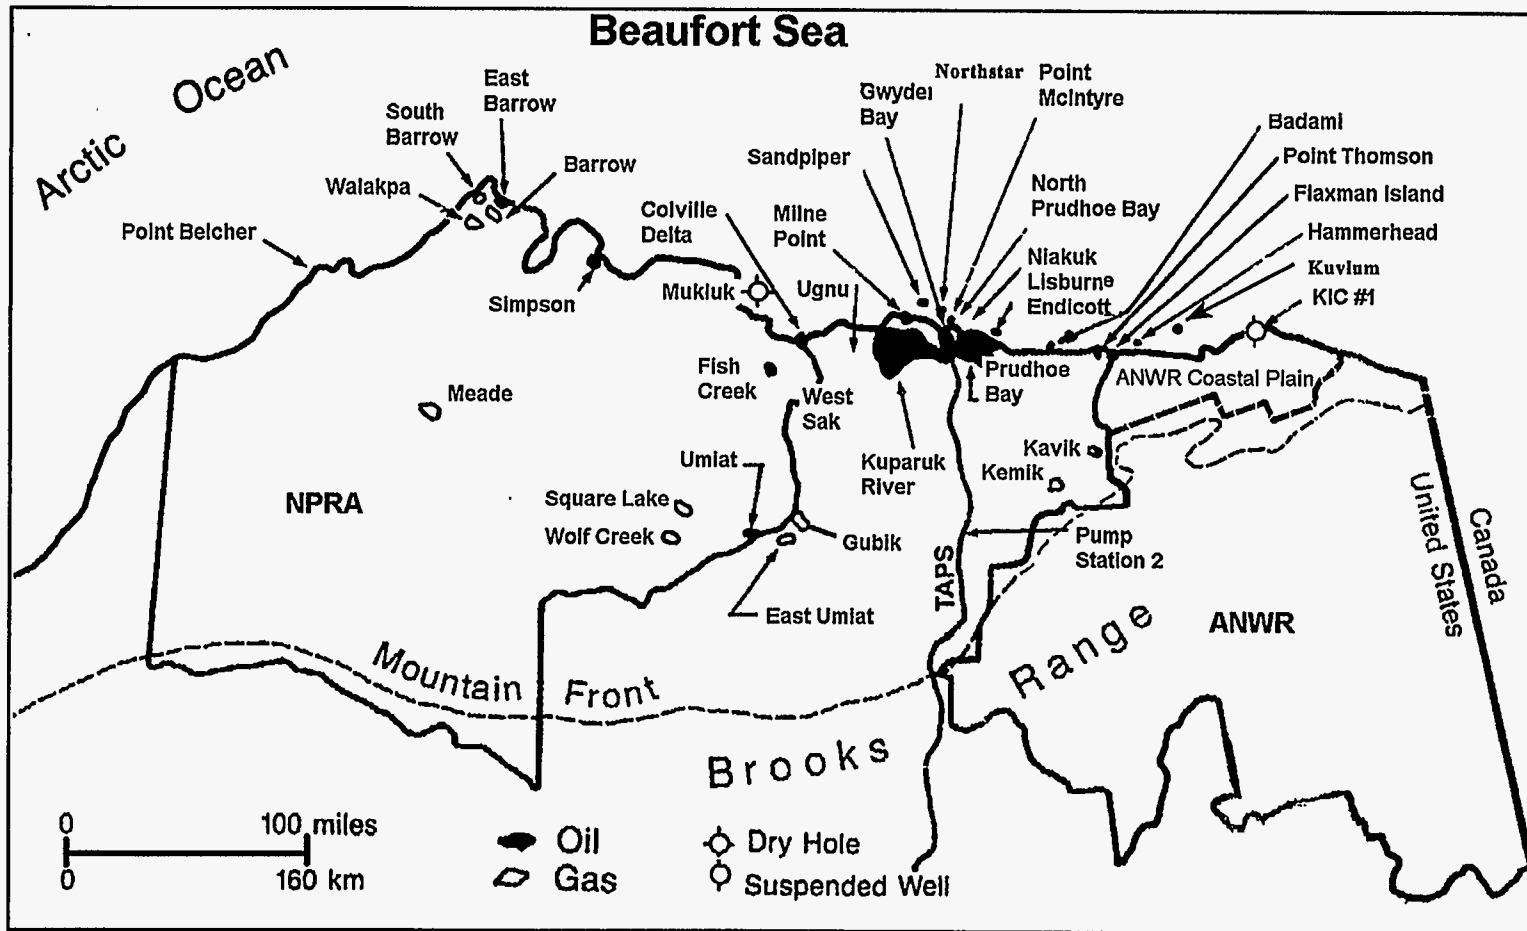 Beaufort Sea
Arctic Ocean
East
Barrow
South
Barrow
Walakpa
Barrow
Point Belcher
Simpson
Colville
Delta
Mukluk
Sandpiper
Milne
Point
Ugnu
Gwyder
Bay
Northstar
Point
McIntyre
North
Prudhoe Bay
Niakuk
Lisburne
Endicott
Badami
Point Thomson
Flaxman Island
Hammerhead
Kuvlum
KIC #1
Fish
Creek
West
Sak
Prudhoe
Bay
ANWR Coastal Plain
Meade
Umiat
Kuparuk
River
Kavik
Kemik
NPRA
Square Lake
Wolf Creek
Gubik
East Umiat
TAPS
Pump
Station 2
ANWR
United States
Canada
Mountain Front
Brooks Range
0 100 miles
0 160 km
Oil
Gas
Dry Hole
Suspended Well